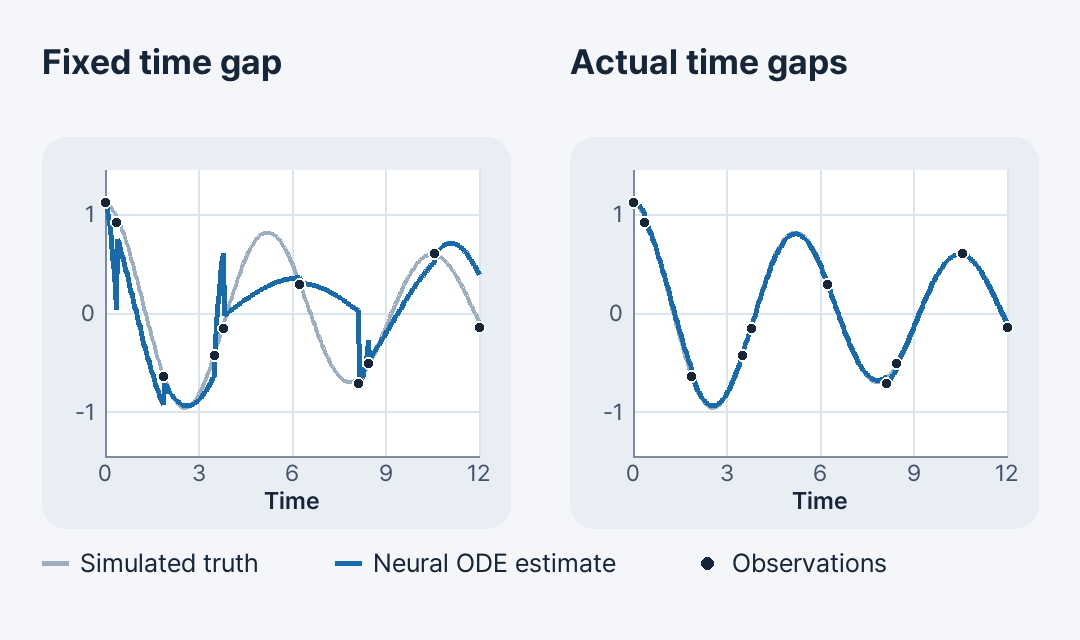 Fixed time gap
Actual time gaps
1
0
-1
0 3 6 9 12
Time
1
0
-1
0 3 6 9 12
Time
Simulated truth
Neural ODE estimate
Observations